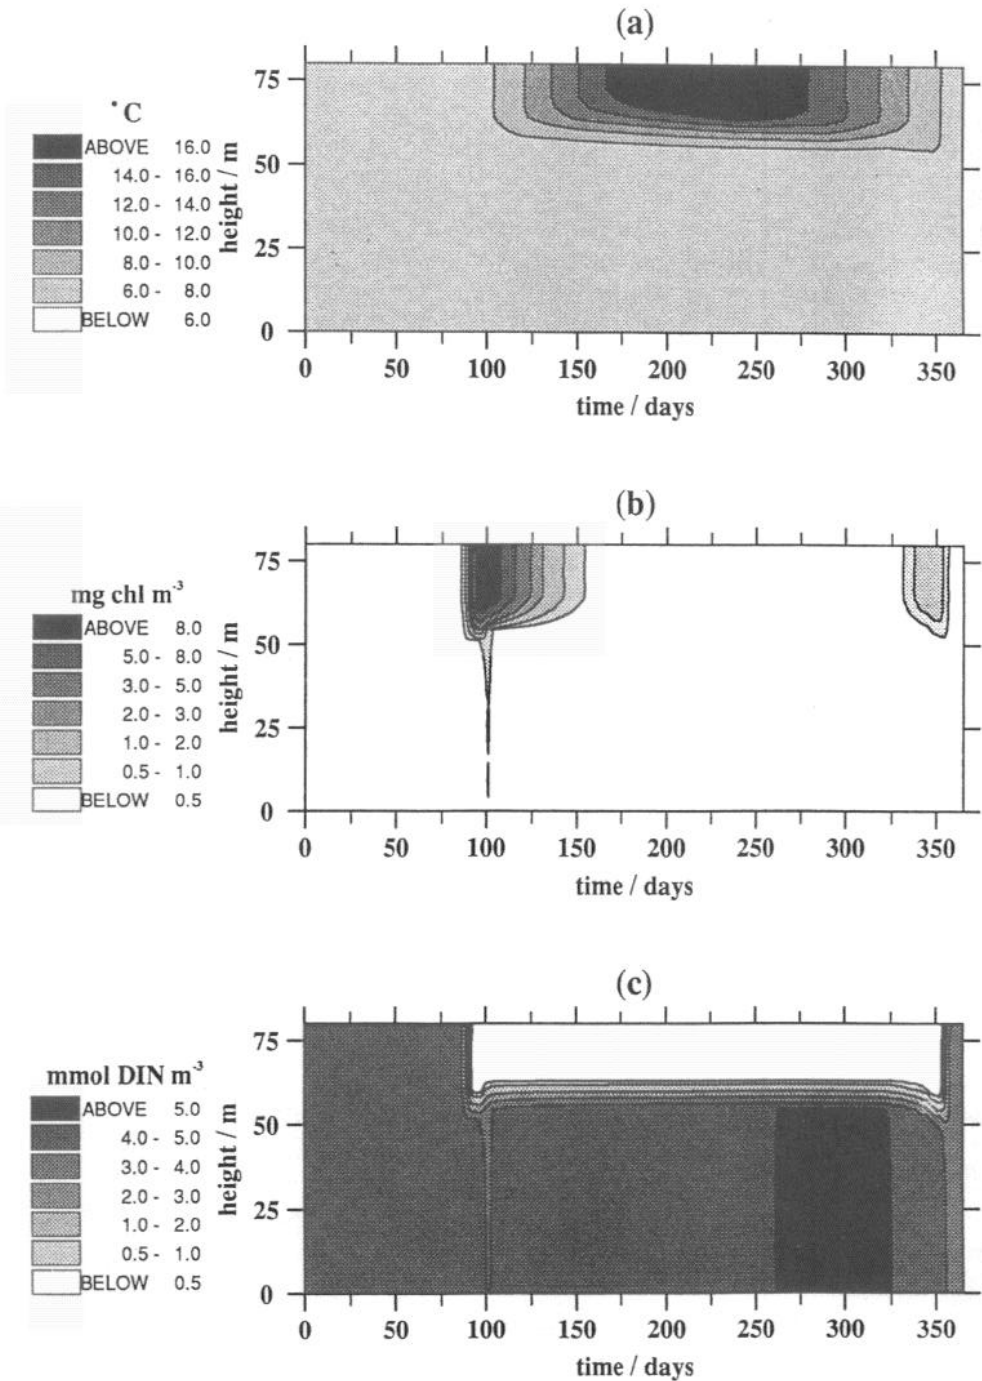 (a)
°C
ABOVE 16.0
14.0 - 16.0
12.0 - 14.0
10.0 - 12.0
8.0 - 10.0
6.0 - 8.0
BELOW 6.0
height / m
75
50
25
0
0 50 100 150 200 250 300 350
time / days
(b)
mg chl m⁻³
ABOVE 8.0
5.0 - 8.0
3.0 - 5.0
2.0 - 3.0
1.0 - 2.0
0.5 - 1.0
BELOW 0.5
height / m
75
50
25
0
0 50 100 150 200 250 300 350
time / days
(c)
mmol DIN m⁻³
ABOVE 5.0
4.0 - 5.0
3.0 - 4.0
2.0 - 3.0
1.0 - 2.0
0.5 - 1.0
BELOW 0.5
height / m
75
50
25
0
0 50 100 150 200 250 300 350
time / days